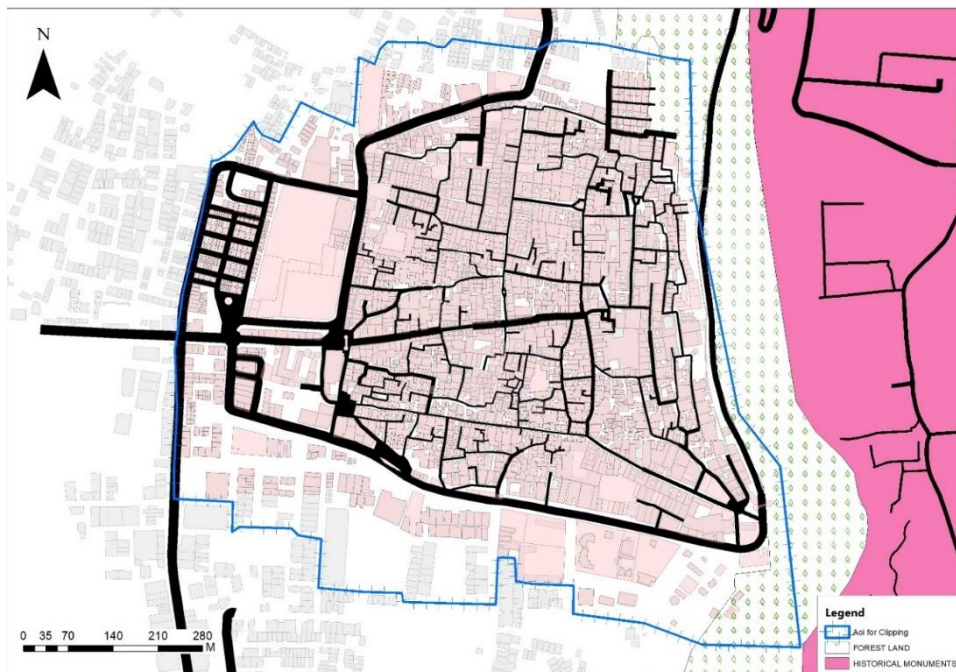 N
0 35 70 140 210 280
M
Legend
Aoi for Clipping
FOREST LAND
HISTORICAL MONUMENTS